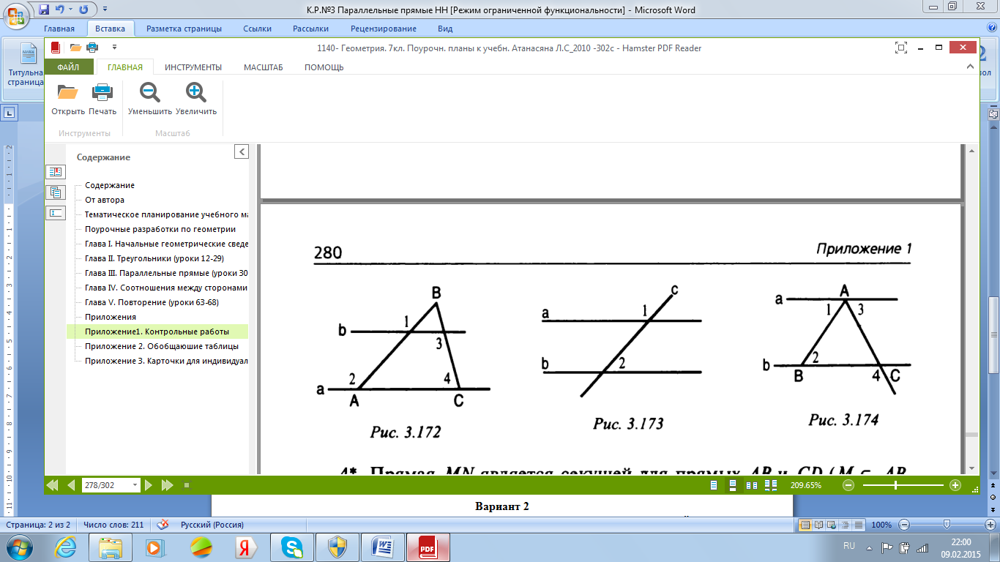 К.Р.№3 Параллельные прямые НН [Режим ограниченной функциональности] - Microsoft Word
Главная Вставка Разметка страницы Ссылки Рассылки Рецензирование Вид
Титульна
страница
1140- Геометрия. 7кл. Поурочн. планы к учебн. Атанасяна Л.С_2010 -302с - Hamster PDF Reader
ФАЙЛ ГЛАВНАЯ ИНСТРУМЕНТЫ МАСШТАБ ПОМОЩЬ
Открыть Печать Уменьшить Увеличить
Инструменты Масштаб
Содержание
Содержание
От автора
Тематическое планирование учебного ма
Поурочные разработки по геометрии
Глава I. Начальные геометрические сведе
Глава II. Треугольники (уроки 12-29)
Глава III. Параллельные прямые (уроки 30
Глава IV. Соотношения между сторонами
Глава V. Повторение (уроки 63-68)
Приложения
Приложение1. Контрольные работы
Приложение 2. Обобщаюшие таблицы
Приложение 3. Карточки для индивидуал
280 Приложение 1
B
b 1
3
2 4
a
A C
Рис. 3.172
c
a 1
b 2
Рис. 3.173
A
a
1 3
2
b
B 4 C
Рис. 3.174
4* Прямая MN является секущей для прямых AB и CD (M ∈ AB
278/302 209.65%
Вариант 2
Страница: 2 из 2 Число слов: 211 Русский (Россия) 100%
RU 22:00
09.02.2015